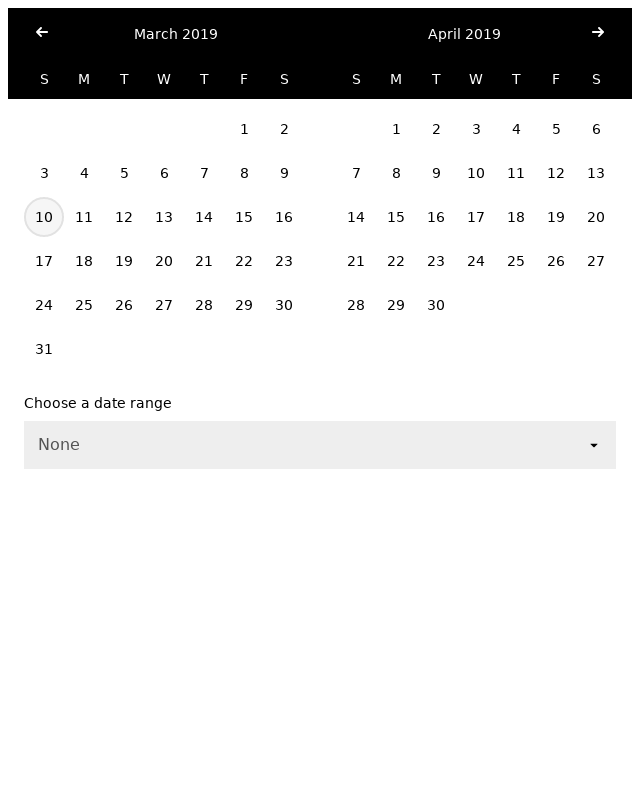 March 2019 April 2019
S M T W T F S S M T W T F S
1 2 1 2 3 4 5 6
3 4 5 6 7 8 9 7 8 9 10 11 12 13
10 11 12 13 14 15 16 14 15 16 17 18 19 20
17 18 19 20 21 22 23 21 22 23 24 25 26 27
24 25 26 27 28 29 30 28 29 30
31
Choose a date range
None